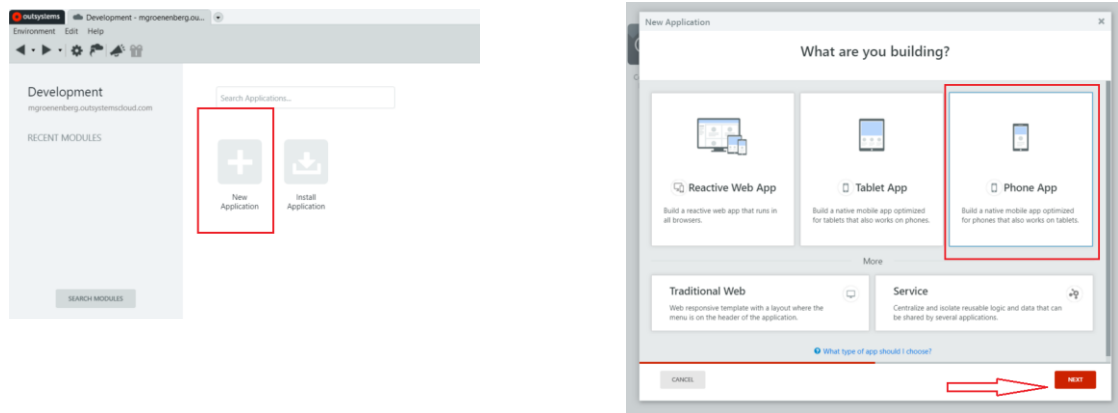 outsystems
Development - mgroenenberg.ou...
Environment Edit Help
Development
mgroenenberg.outsystemscloud.com
RECENT MODULES
SEARCH MODULES
Search Applications...
New
Application
Install
Application
New Application
What are you building?
Reactive Web App
Build a reactive web app that runs in
all browsers.
Tablet App
Build a native mobile app optimized
for tablets that also works on phones.
Phone App
Build a native mobile app optimized
for phones that also works on tablets.
More
Traditional Web
Web responsive template with a layout where the
menu is on the header of the application.
Service
Centralize and isolate reusable logic and data that can
be shared by several applications.
What type of app should I choose?
CANCEL
NEXT